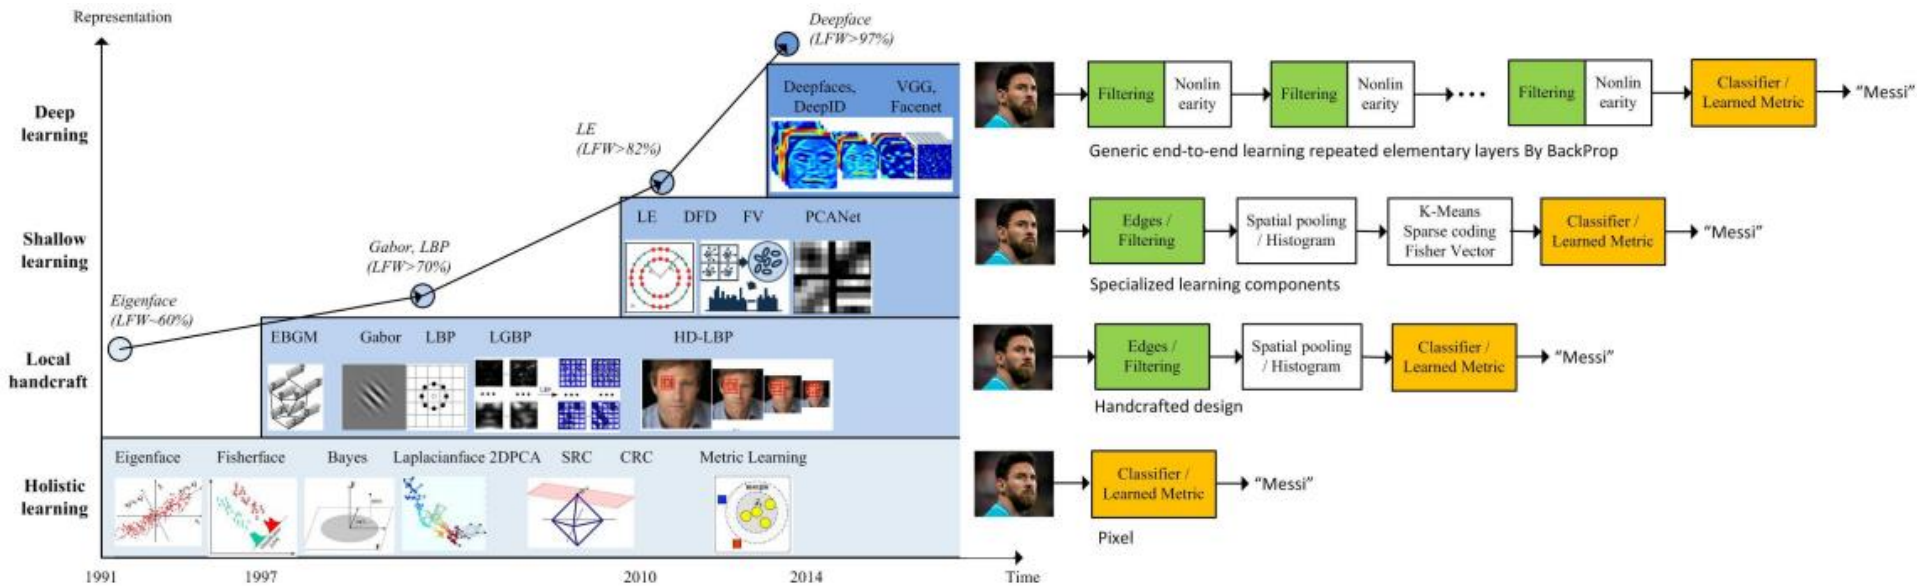 Representation
Deepface
(LFW>97%)
Deep
learning
Deepfaces,
DeepID
VGG,
Facenet
LE
(LFW>82%)
Shallow
learning
LE DFD FV PCANet
Gabor, LBP
(LFW>70%)
Eigenface
(LFW~60%)
Local
handcraft
EBGM Gabor LBP LGBP HD-LBP
LBP
Holistic
learning
Eigenface Fisherface Bayes Laplacianface 2DPCA SRC CRC Metric Learning
1991 1997 2010 2014 Time
Filtering
Nonlin
earity
Filtering
Nonlin
earity
Filtering
Nonlin
earity
Classifier /
Learned Metric
“Messi”
Generic end-to-end learning repeated elementary layers By BackProp
Edges /
Filtering
Spatial pooling
/ Histogram
K-Means
Sparse coding
Fisher Vector
Classifier /
Learned Metric
“Messi”
Specialized learning components
Edges /
Filtering
Spatial pooling
/ Histogram
Classifier /
Learned Metric
“Messi”
Handcrafted design
Classifier /
Learned Metric
“Messi”
Pixel